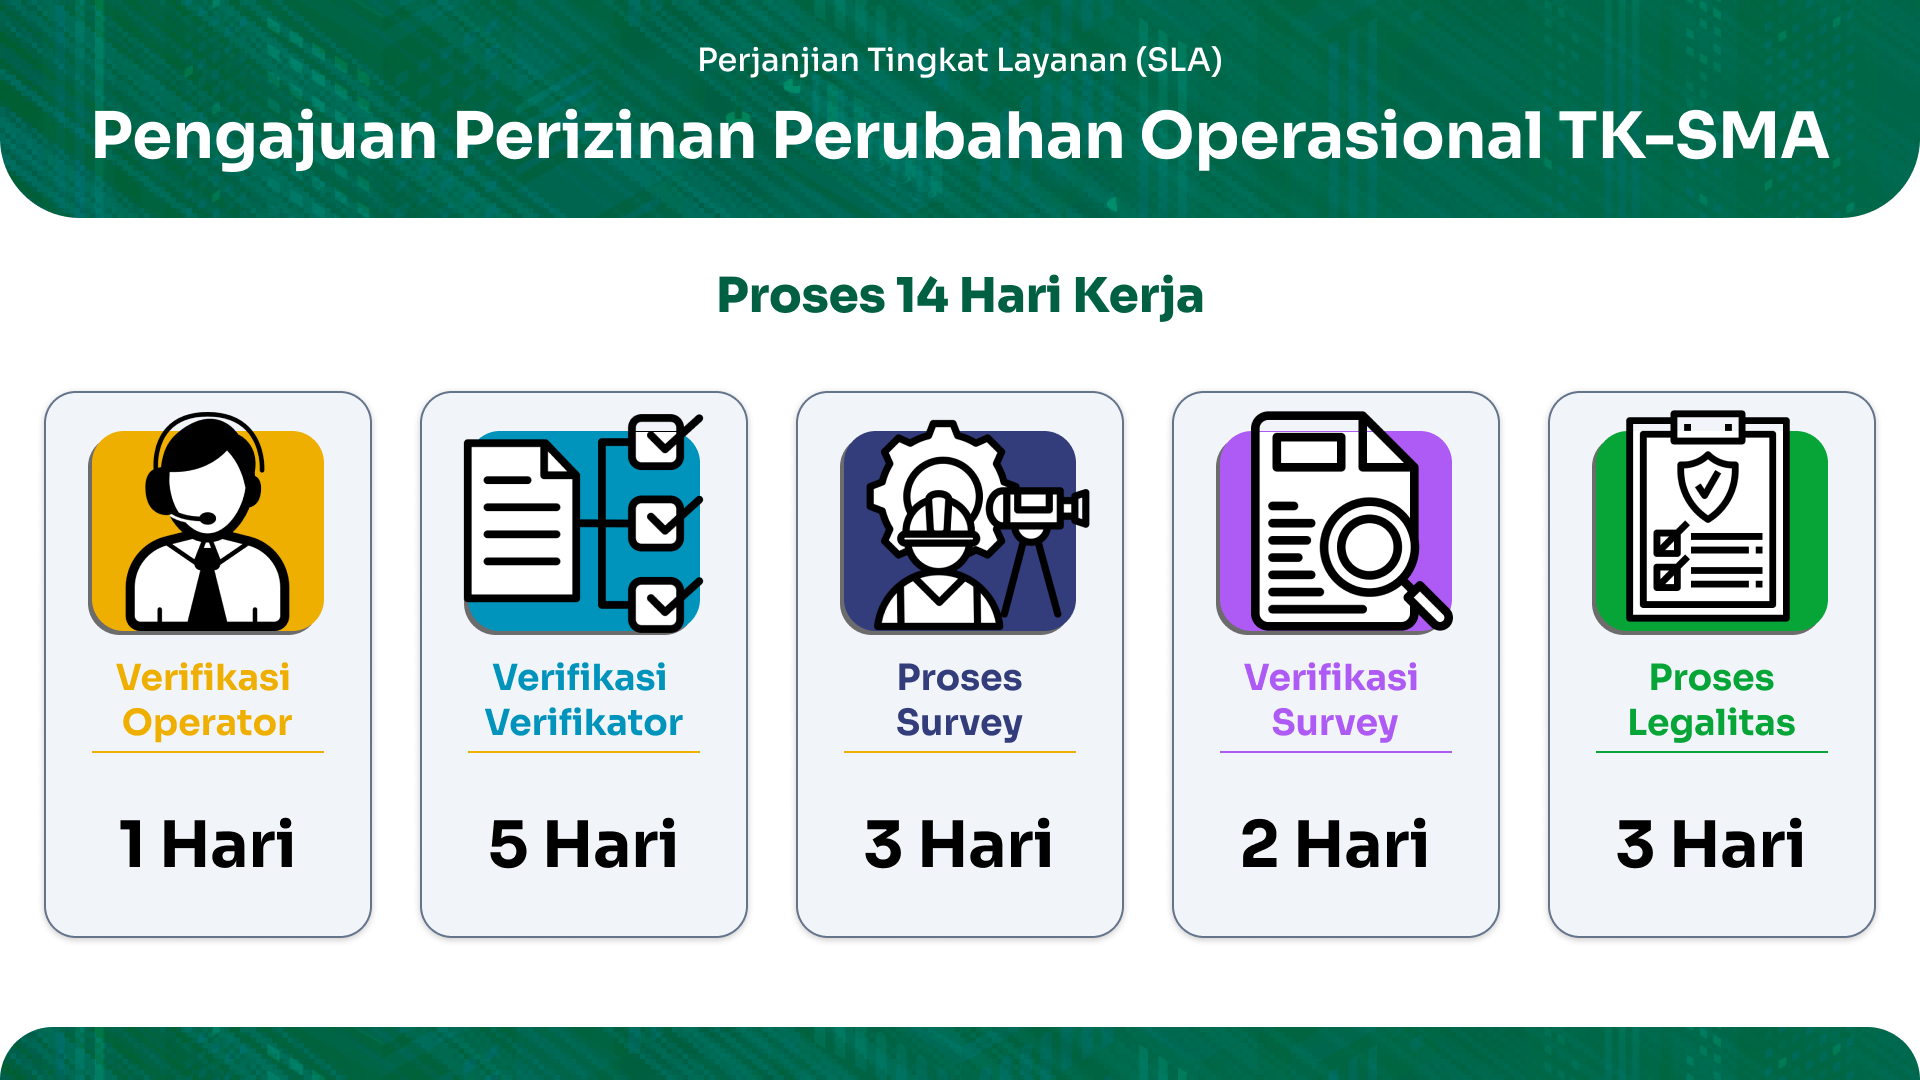 Perjanjian Tingkat Layanan (SLA)
Pengajuan Perizinan Perubahan Operasional TK-SMA
Proses 14 Hari Kerja
Verifikasi
Operator
1 Hari
Verifikasi
Verifikator
5 Hari
Proses
Survey
3 Hari
Verifikasi
Survey
2 Hari
Proses
Legalitas
3 Hari